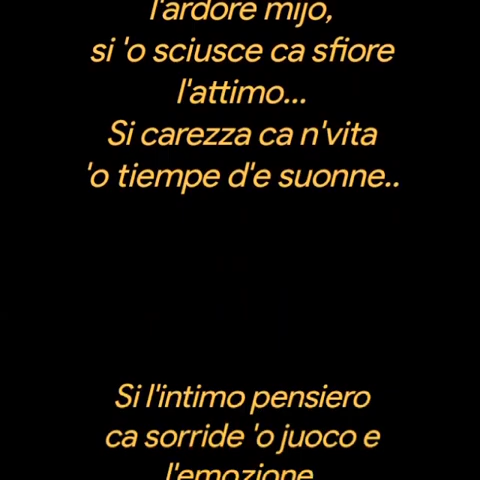 l'ardore mijo,
si 'o sciusce ca sfiore
l'attimo...
Si carezza ca n'vita
'o tiempe d'e suonne..
Si l'intimo pensiero
ca sorride 'o juoco e
l'emozione